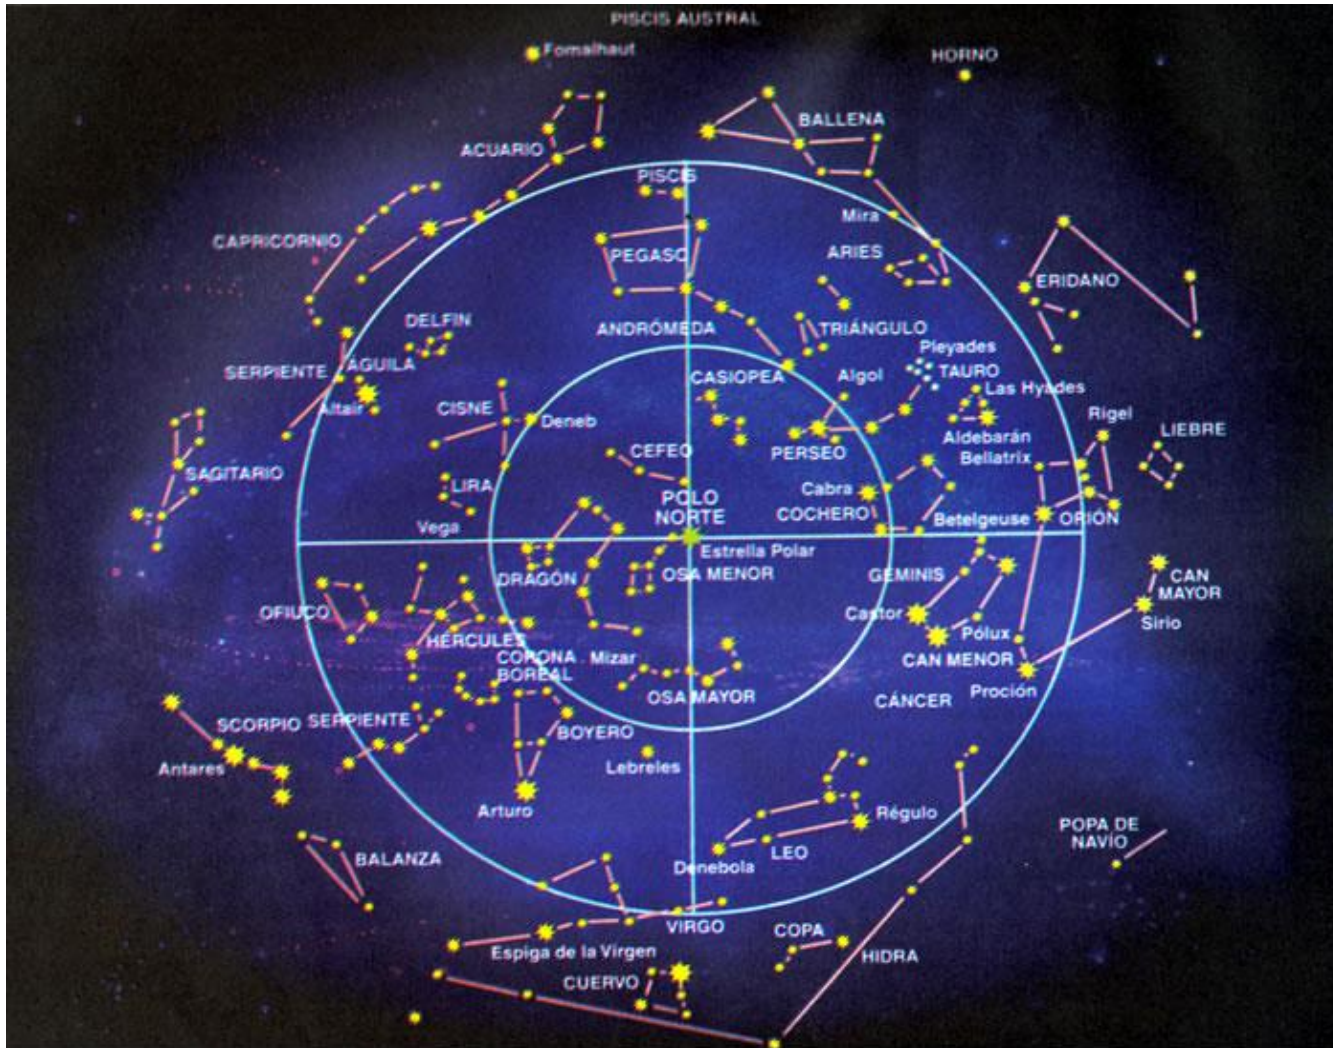 PISCIS AUSTRAL
Fomalhaut
HORNO
BALLENA
ACUARIO
PISCIS
Mira
CAPRICORNIO
PEGASO
ARIES
ERIDANO
DELFIN
ANDRÓMEDA
TRIÁNGULO
Pleyades
SERPIENTE
AGUILA
CASIOPEA
Algol
TAURO
Las Hyades
Altair
CISNE
Deneb
Rigel
LIEBRE
Aldebarán
CEFEO
PERSEO
Bellatrix
SAGITARIO
LIRA
Cabra
POLO
NORTE
COCHERO
Betelgeuse
ORIÓN
Vega
Estrella Polar
DRAGÓN
OSA MENOR
GEMINIS
CAN
MAYOR
OFIUCO
Castor
Sirio
HÉRCULES
Pólux
CORONA
BOREAL
Mizar
CAN MENOR
OSA MAYOR
CÁNCER
Proción
SCORPIO
SERPIENTE
BOYERO
Antares
Lebreles
Arturo
Régulo
POPA DE
NAVÍO
BALANZA
LEO
Denebola
VIRGO
COPA
Espiga de la Virgen
HIDRA
CUERVO